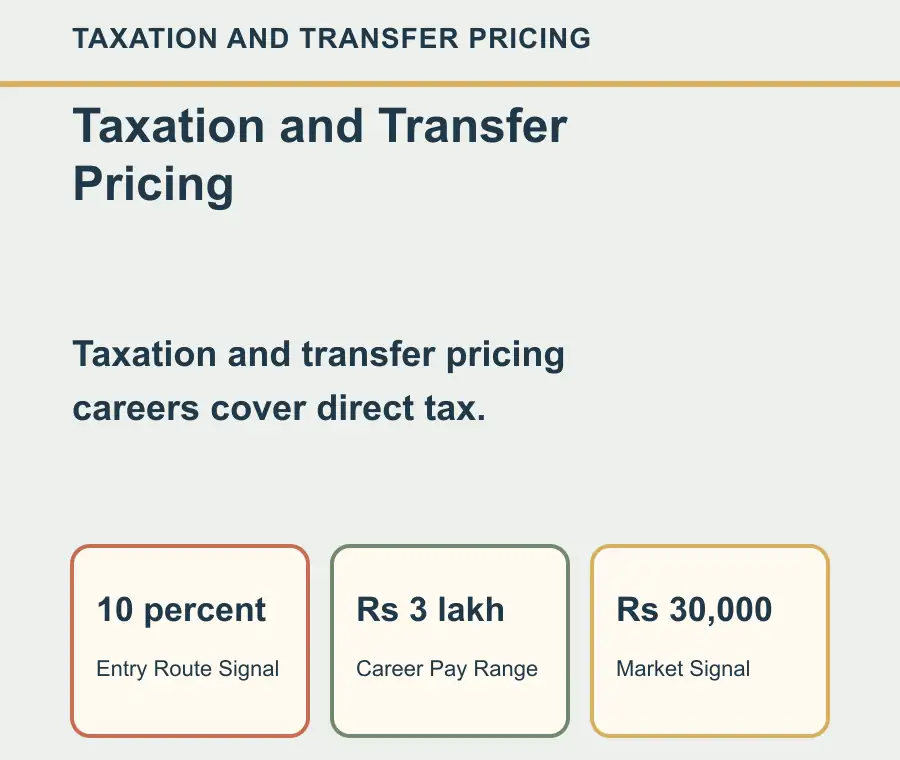 TAXATION AND TRANSFER PRICING
Taxation and Transfer
Pricing
Taxation and transfer pricing
careers cover direct tax.
10 percent
Entry Route Signal
Rs 3 lakh
Career Pay Range
Rs 30,000
Market Signal